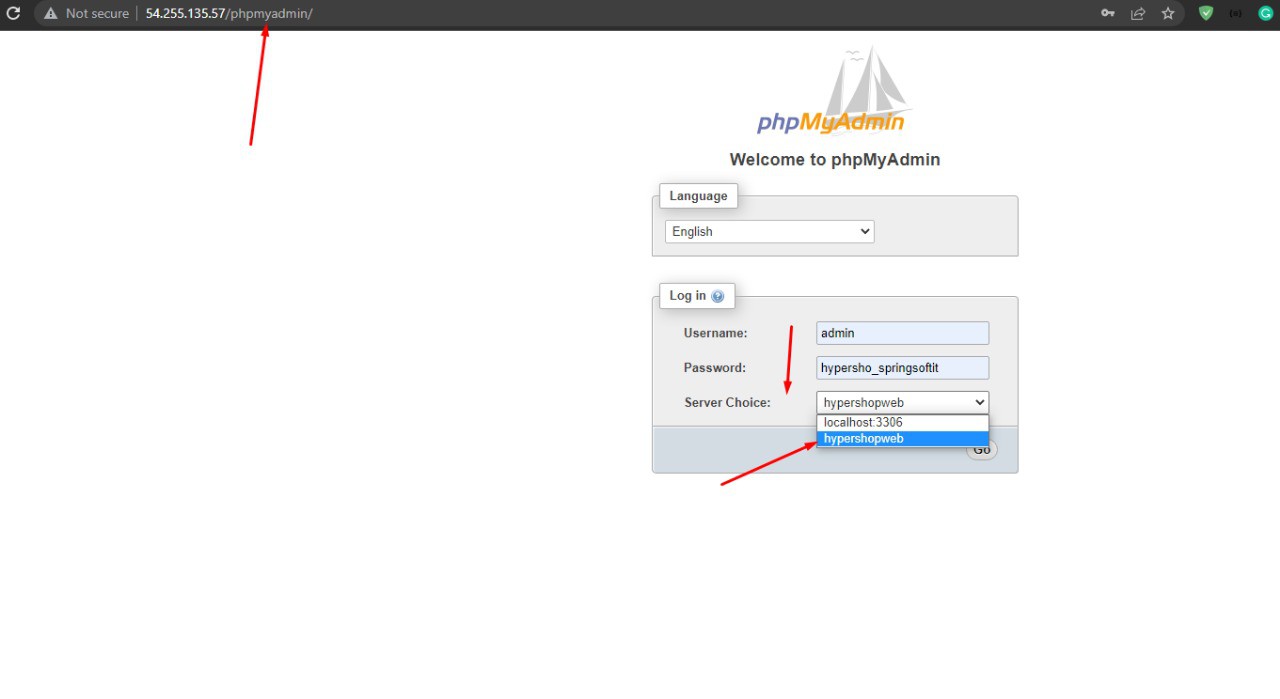 Not secure 54.255.135.57/phpmyadmin/
phpMyAdmin
Welcome to phpMyAdmin
Language
English
Log in
Username: admin
Password: hypersho_springsoftit
Server Choice: hypershopweb
localhost:3306
hypershopweb
Go